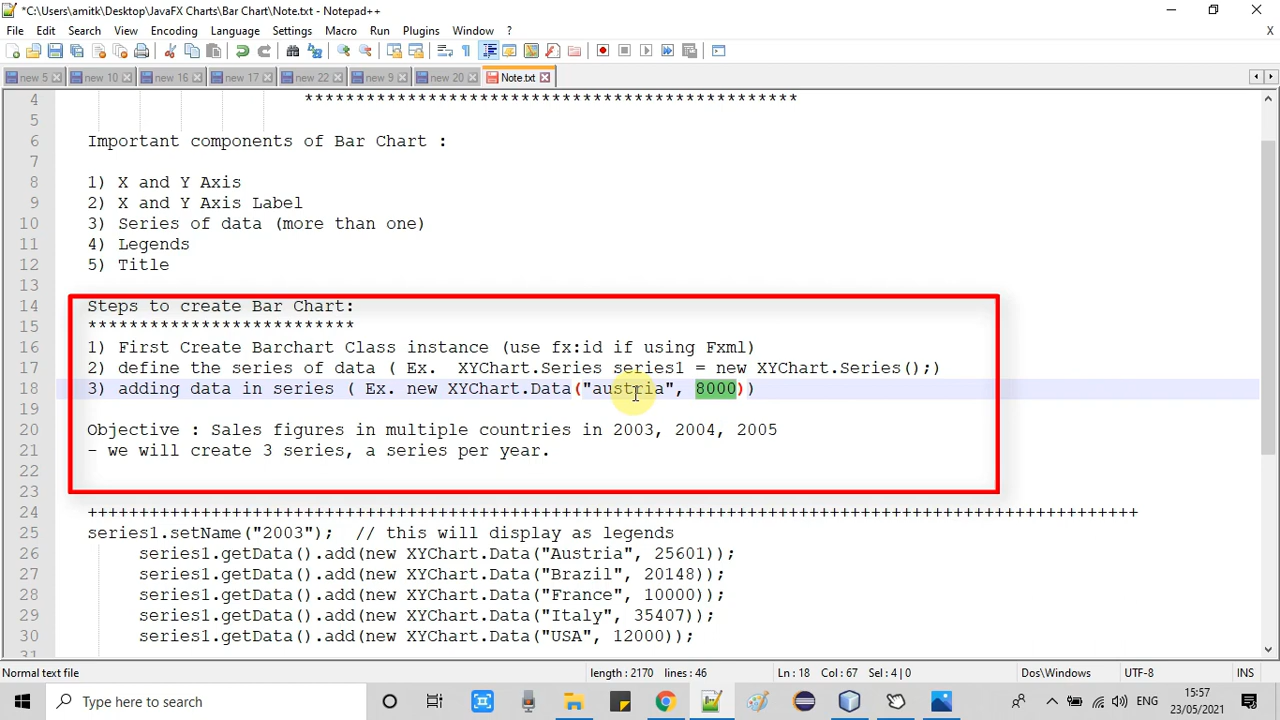 *C:\Users\amitk\Desktop\JavaFX Charts\Bar Chart\Note.txt - Notepad++
File Edit Search View Encoding Language Settings Macro Run Plugins Window ?
X
new 5 new 10 new 16 new 17 new 22 new 9 new 20 Note.txt
4 ************************************************
5
6 Important components of Bar Chart :
7
8 1) X and Y Axis
9 2) X and Y Axis Label
10 3) Series of data (more than one)
11 4) Legends
12 5) Title
13
14 Steps to create Bar Chart:
15 **************************
16 1) First Create Barchart Class instance (use fx:id if using Fxml)
17 2) define the series of data ( Ex.  XYChart.Series series1 = new XYChart.Series();)
18 3) adding data in series ( Ex. new XYChart.Data("austria", 8000))
19
20 Objective : Sales figures in multiple countries in 2003, 2004, 2005
21 - we will create 3 series, a series per year.
22
23
24 ++++++++++++++++++++++++++++++++++++++++++++++++++++++++++++++++++++++++++++++++++++++++++++++++++++++
25 series1.setName("2003");  // this will display as legends
26 series1.getData().add(new XYChart.Data("Austria", 25601));
27 series1.getData().add(new XYChart.Data("Brazil", 20148));
28 series1.getData().add(new XYChart.Data("France", 10000));
29 series1.getData().add(new XYChart.Data("Italy", 35407));
30 series1.getData().add(new XYChart.Data("USA", 12000));
Normal text file length : 2170 lines : 46 Ln : 18 Col : 67 Sel : 4 | 0 Dos\Windows UTF-8 INS
Type here to search ENG 15:57
23/05/2021